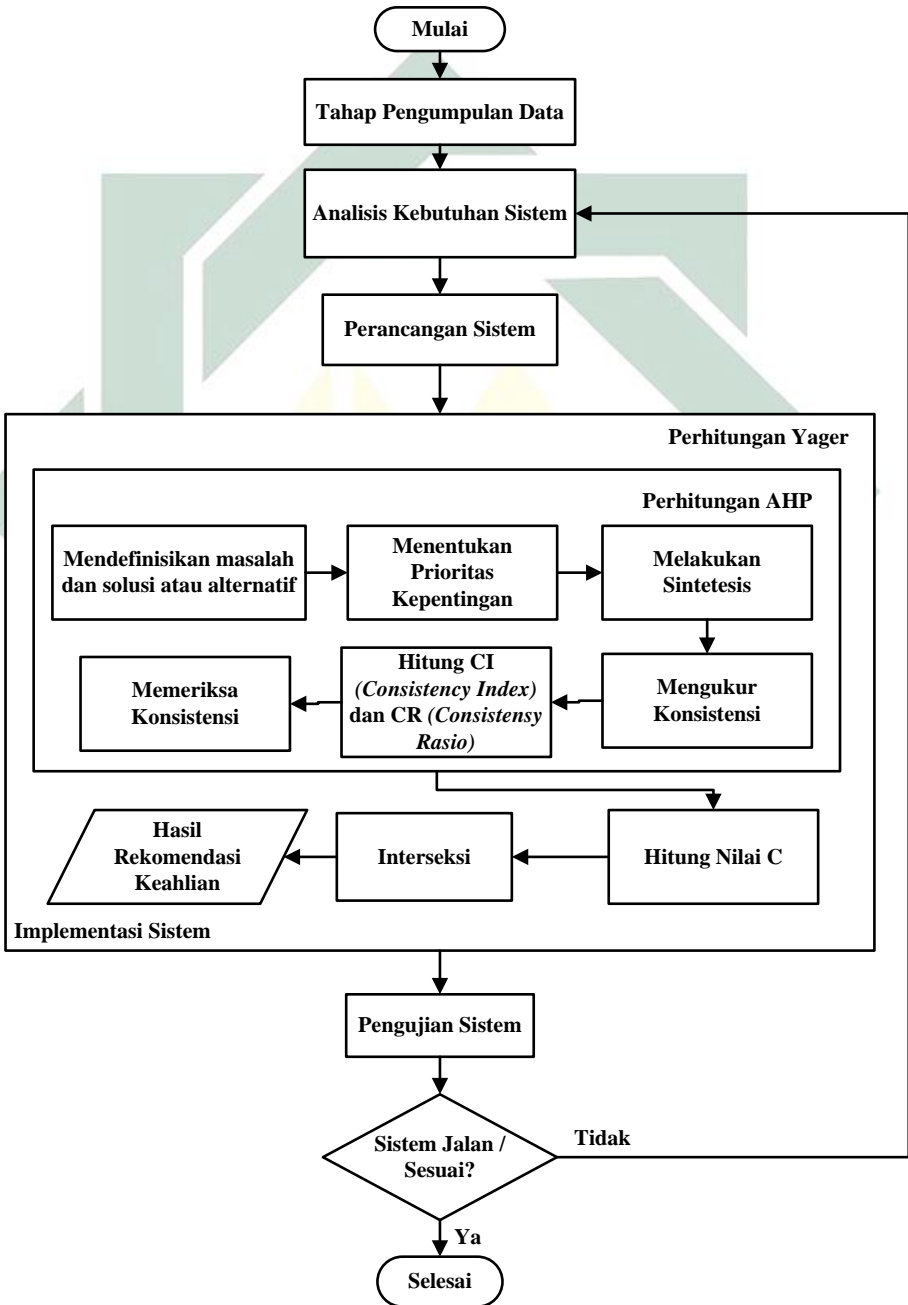 Mulai
Tahap Pengumpulan Data
Analisis Kebutuhan Sistem
Perancangan Sistem
Perhitungan Yager
Perhitungan AHP
Mendefinisikan masalah
dan solusi atau alternatif
Menentukan
Prioritas
Kepentingan
Melakukan
Sintetesis
Mengukur
Konsistensi
Hitung CI
(Consistency Index)
dan CR (Consistensy
Rasio)
Memeriksa
Konsistensi
Hitung Nilai C
Interseksi
Hasil
Rekomendasi
Keahlian
Implementasi Sistem
Pengujian Sistem
Sistem Jalan /
Sesuai?
Tidak
Ya
Selesai